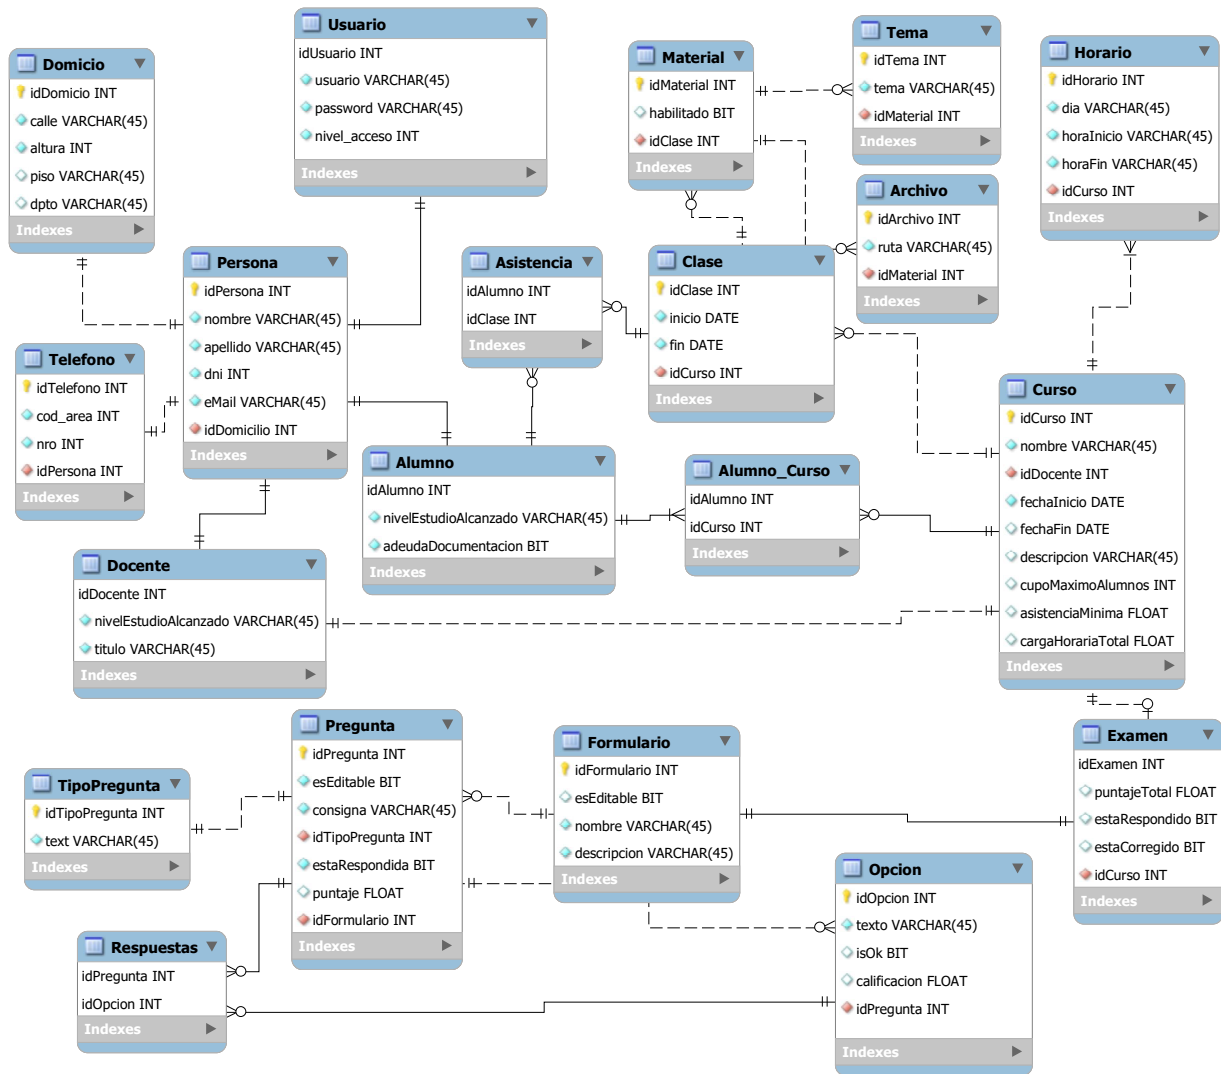 Usuario
idUsuario INT
usuario VARCHAR(45)
password VARCHAR(45)
nivel_acceso INT
Indexes
Domicio
idDomicio INT
calle VARCHAR(45)
altura INT
piso VARCHAR(45)
dpto VARCHAR(45)
Indexes
Material
idMaterial INT
habilitado BIT
idClase INT
Indexes
Tema
idTema INT
tema VARCHAR(45)
idMaterial INT
Indexes
Horario
idHorario INT
dia VARCHAR(45)
horaInicio VARCHAR(45)
horaFin VARCHAR(45)
idCurso INT
Indexes
Archivo
idArchivo INT
ruta VARCHAR(45)
idMaterial INT
Indexes
Persona
idPersona INT
nombre VARCHAR(45)
apellido VARCHAR(45)
dni INT
eMail VARCHAR(45)
idDomicilio INT
Indexes
Asistencia
idAlumno INT
idClase INT
Indexes
Clase
idClase INT
inicio DATE
fin DATE
idCurso INT
Indexes
Telefono
idTelefono INT
cod_area INT
nro INT
idPersona INT
Indexes
Curso
idCurso INT
nombre VARCHAR(45)
idDocente INT
fechaInicio DATE
fechaFin DATE
descripcion VARCHAR(45)
cupoMaximoAlumnos INT
asistenciaMinima FLOAT
cargaHorariaTotal FLOAT
Indexes
Alumno
idAlumno INT
nivelEstudioAlcanzado VARCHAR(45)
adeudaDocumentacion BIT
Indexes
Alumno_Curso
idAlumno INT
idCurso INT
Indexes
Docente
idDocente INT
nivelEstudioAlcanzado VARCHAR(45)
titulo VARCHAR(45)
Indexes
Pregunta
idPregunta INT
esEditable BIT
consigna VARCHAR(45)
idTipoPregunta INT
estaRespondida BIT
puntaje FLOAT
idFormulario INT
Indexes
Formulario
idFormulario INT
esEditable BIT
nombre VARCHAR(45)
descripcion VARCHAR(45)
Indexes
Examen
idExamen INT
puntajeTotal FLOAT
estaRespondido BIT
estaCorregido BIT
idCurso INT
Indexes
TipoPregunta
idTipoPregunta INT
text VARCHAR(45)
Indexes
Opcion
idOpcion INT
texto VARCHAR(45)
isOk BIT
calificacion FLOAT
idPregunta INT
Indexes
Respuestas
idPregunta INT
idOpcion INT
Indexes